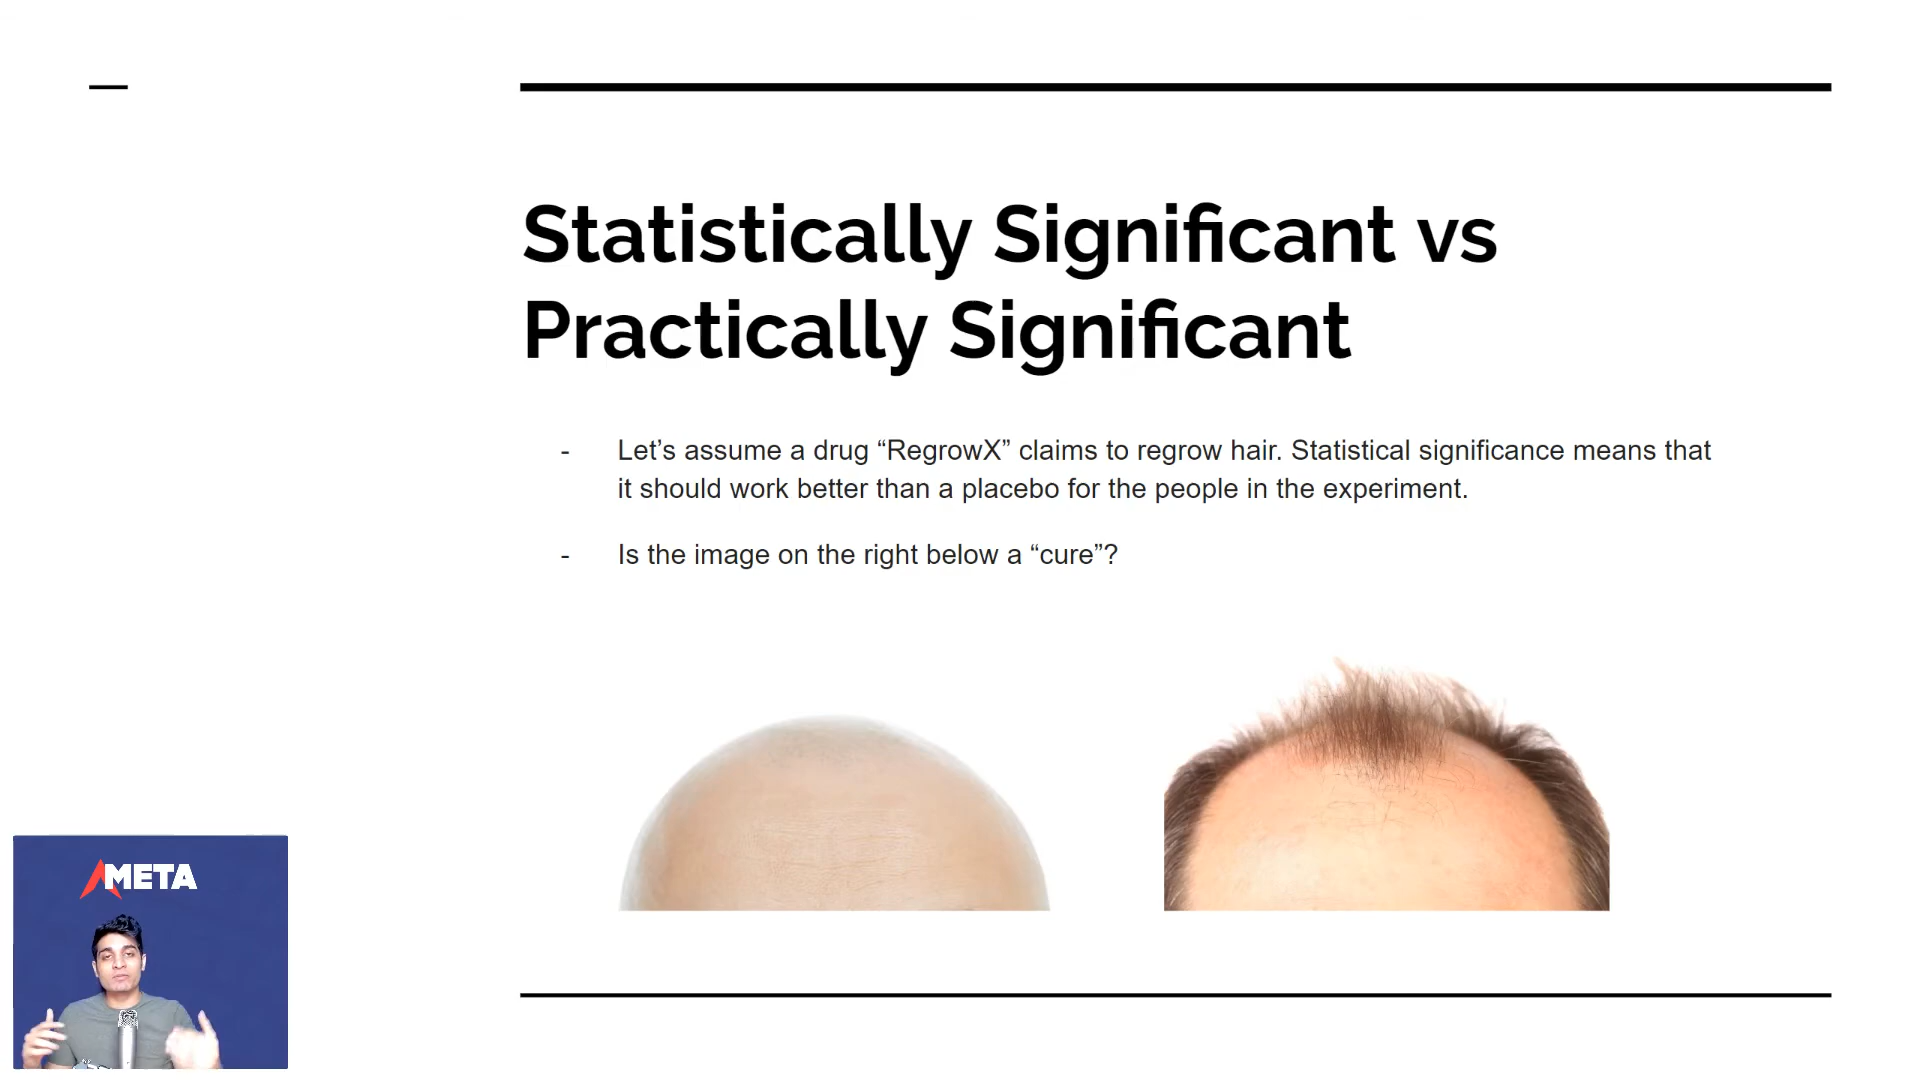 Statistically Significant vs
Practically Significant
- Let’s assume a drug “RegrowX” claims to regrow hair. Statistical significance means that
it should work better than a placebo for the people in the experiment.
- Is the image on the right below a “cure”?
META